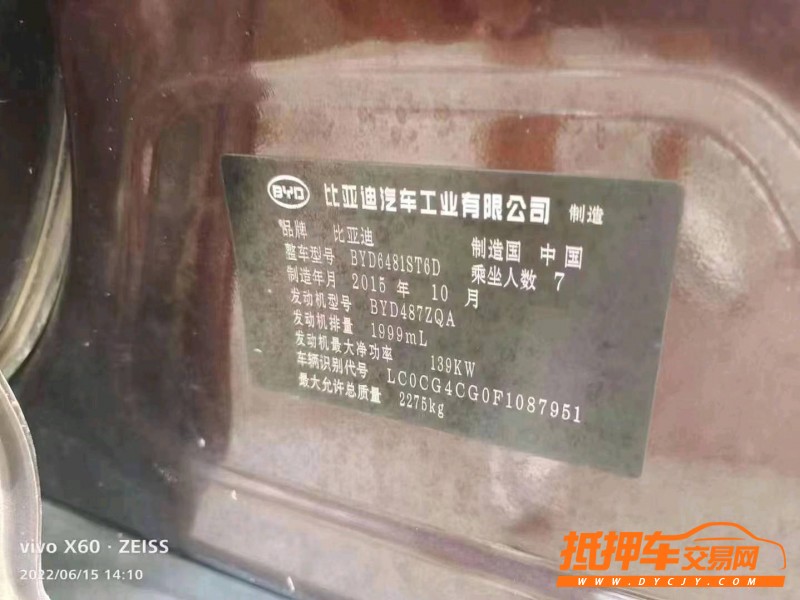 BYD 比亚迪汽车工业有限公司 制造
品牌 比亚迪 制造国 中国
整车型号 BYD6481ST6D 乘坐人数 7
制造年月 2015 年 10 月
发动机型号 BYD487ZQA
发动机排量 1999mL
发动机最大净功率 139KW
车辆识别代号 LC0CG4CG0F1087951
最大允许总质量 2275kg
vivo X60 · ZEISS
2022/06/15 14:10
抵押车交易网
WWW.DYCJY.COM